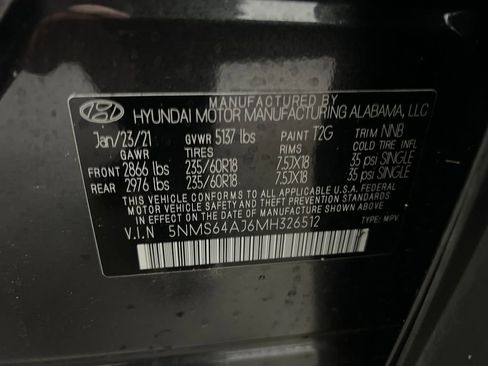 MANUFACTURED BY
HYUNDAI MOTOR MANUFACTURING ALABAMA, LLC
Jan/23/21 GVWR 5137 lbs PAINT T2G TRIM NNB
GAWR TIRES RIMS COLD TIRE INFL
FRONT 2866 lbs 235/60R18 7.5JX18 35 psi SINGLE
REAR 2976 lbs 235/60R18 7.5JX18 35 psi SINGLE
THIS VEHICLE CONFORMS TO ALL APPLICABLE U.S.A. FEDERAL
MOTOR VEHICLE SAFETY, BUMPER, AND THEFT PREVENTION STANDARDS
IN EFFECT ON THE DATE OF MANUFACTURE SHOWN ABOVE.
V.I.N 5NMS64AJ6MH326512 TYPE: MPV